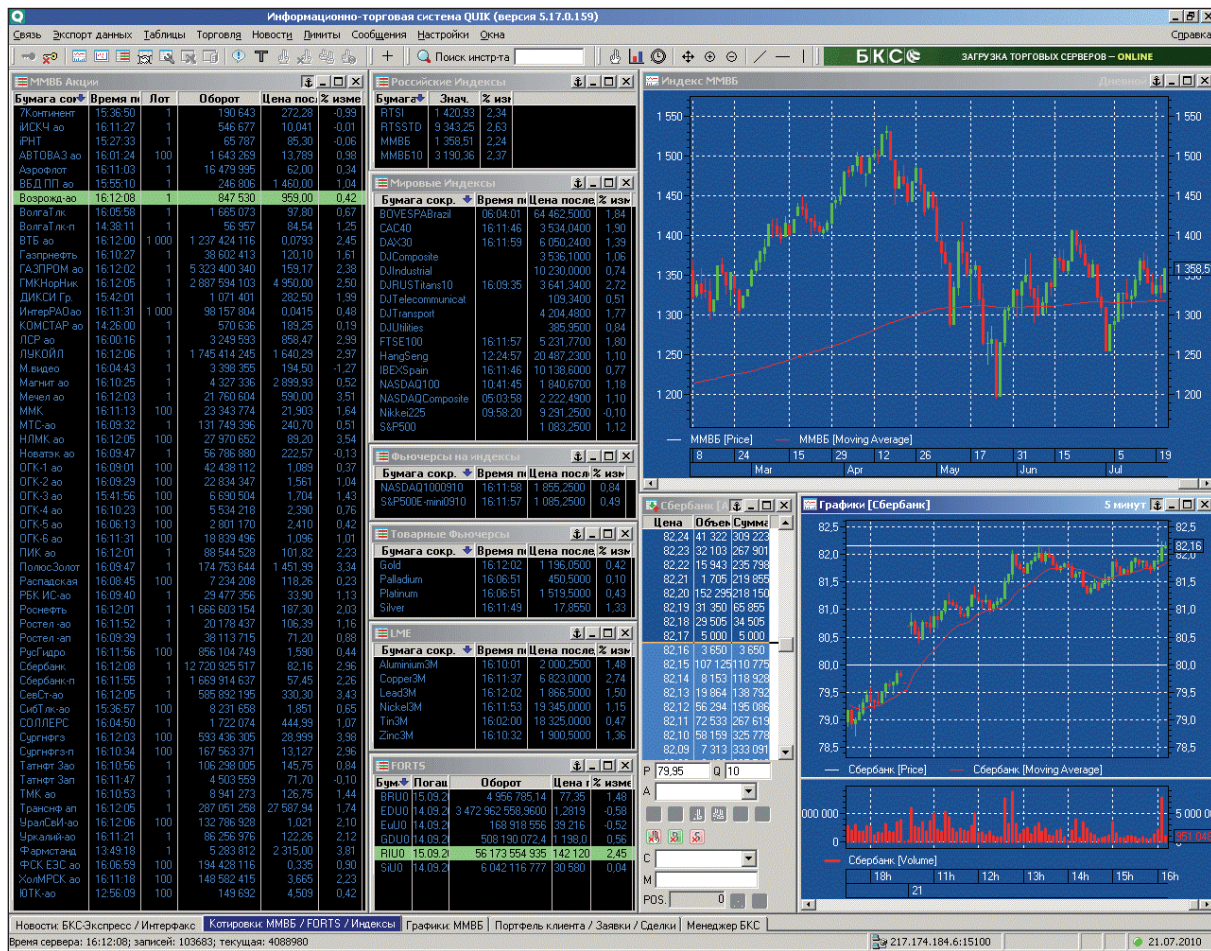 QUIK Информационно-торговая система QUIK (версия 5.17.0.159)
Связь Экспорт данных Таблицы Торговля Новости Лимиты Сообщения Настройки Окна Справка
Поиск инстр-та БКС ЗАГРУЗКА ТОРГОВЫХ СЕРВЕРОВ — ONLINE
ММВБ Акции
Бумага сок Время по Лот Оборот Цена пос. % изме
7Континент 15:36:50 1 190 643 272,28 -0,99
iИСКЧ ао 16:11:27 1 546 677 10,041 -0,01
iРНТ 15:27:33 1 65 787 85,30 -0,06
АВТОВАЗ ао 16:01:24 100 1 643 269 13,789 0,98
Аэрофлот 16:11:03 1 16 479 995 62,00 0,34
ВБД ПП ао 15:55:10 1 246 806 1 460,00 1,04
Возрожд-ао 16:12:08 1 847 530 959,00 0,42
ВолгаТлк 16:05:58 1 1 665 073 97,80 0,67
ВолгаТлк-п 14:38:11 1 56 957 84,54 1,25
ВТБ ао 16:12:00 1 000 1 237 424 116 0,0793 2,45
Газпрнефть 16:10:27 1 38 602 413 120,10 1,61
ГАЗПРОМ ао 16:12:02 1 5 323 400 340 159,17 2,38
ГМКНорНик 16:12:05 1 2 887 594 103 4 950,00 2,50
ДИКСИ Гр. 15:42:01 1 1 071 401 282,50 1,99
ИнтерРАОао 16:11:31 1 000 98 157 804 0,0415 0,48
КОМСТАР ао 14:26:00 1 570 636 189,25 0,19
ЛСР ао 16:00:16 1 3 249 593 858,47 2,99
ЛУКОЙЛ 16:12:06 1 1 745 414 245 1 640,29 2,97
М.видео 16:04:43 1 3 398 355 194,50 -1,27
Магнит ао 16:10:25 1 4 327 336 2 899,93 0,52
Мечел ао 16:12:03 1 21 760 604 590,00 3,51
ММК 16:11:13 100 23 343 774 21,903 1,64
МТС-ао 16:09:32 1 131 749 396 240,70 0,51
НЛМК ао 16:12:05 100 27 970 652 89,20 3,54
Новатэк ао 16:09:47 1 56 786 880 222,57 -0,13
ОГК-1 ао 16:09:01 100 42 438 112 1,089 0,37
ОГК-2 ао 16:09:29 100 22 834 347 1,561 1,04
ОГК-3 ао 15:41:56 100 6 690 504 1,704 1,43
ОГК-4 ао 16:10:23 100 5 534 218 2,390 0,76
ОГК-5 ао 16:06:13 100 2 801 170 2,410 0,42
ОГК-6 ао 16:11:31 100 18 839 496 1,096 1,01
ПИК ао 16:12:01 1 88 544 528 101,82 2,23
ПолюсЗолот 16:09:47 1 174 753 644 1 451,99 2,34
Распадская 16:08:45 100 7 234 208 118,26 0,23
РБК ИС-ао 16:09:40 1 29 477 356 33,90 1,13
Роснефть 16:12:01 1 1 666 603 154 187,30 2,03
Ростел -ао 16:11:52 1 20 178 437 106,39 1,16
Ростел -ап 16:09:39 1 38 113 715 71,20 0,88
РусГидро 16:11:56 100 856 104 749 1,590 0,44
Сбербанк 16:12:08 1 12 720 925 517 82,16 2,96
Сбербанк-п 16:11:55 1 1 669 914 637 57,45 2,26
СевСт-ао 16:12:05 1 585 892 195 330,30 3,43
СибТлк-ао 15:36:57 100 8 231 658 1,851 0,65
СОЛЛЕРС 16:04:50 1 1 722 074 444,99 1,07
Сургнфгз 16:12:03 100 593 436 305 28,999 3,98
Сургнфгз-п 16:10:34 100 167 563 371 13,127 2,96
Татнфт 3ао 16:10:56 1 106 298 005 145,75 0,84
Татнфт 3ап 16:11:47 1 4 503 559 71,70 -0,10
ТМК ао 16:10:53 1 8 941 273 126,75 1,44
Транснф ап 16:12:05 1 287 051 258 27 587,94 1,74
УралСвИ-ао 16:12:06 100 132 786 928 1,021 2,10
Уркалий-ао 16:11:21 1 86 256 976 122,26 2,12
Фармстанд 13:49:18 1 5 283 812 2 315,00 3,81
ФСК ЕЭС ао 16:06:59 100 194 428 116 0,335 0,90
ХолМРСК ао 16:11:18 100 148 582 415 3,665 2,23
ЮТК-ао 12:56:09 100 149 692 4,509 0,42
Российские Индексы
Бумага Знач. % изм
RTSI 1 420,93 2,34
RTSSTD 9 343,25 2,63
ММВБ 1 358,51 2,24
ММВБ10 3 190,36 2,37
Мировые Индексы
Бумага сокр. Время по Цена после, % изм
BOVESPABrazil 06:04:01 64 462,5000 1,84
CAC40 16:11:46 3 534,0400 1,90
DAX30 16:11:59 6 050,2400 1,39
DJComposite 3 536,1000 1,06
DJIndustrial 10 230,0000 0,74
DJRUSTitans10 16:09:35 3 641,3400 2,72
DJTelecommunicat 109,3400 0,51
DJTransport 4 204,4800 1,77
DJUtilities 385,9500 0,84
FTSE100 16:11:57 5 231,7700 1,80
HangSeng 12:24:57 20 487,2300 1,10
IBEXSpain 16:11:46 10 138,6000 0,77
NASDAQ100 10:41:45 1 840,6700 1,18
NASDAQComposite 05:03:58 2 222,4900 1,10
Nikkei225 09:58:20 9 291,2500 -0,10
S&P500 1 083,2500 1,12
Фьючерсы на индексы
Бумага сокр. Время по Цена посл % изм
NASDAQ1000910 16:11:58 1 855,2500 0,84
S&P500E-mini0910 16:11:57 1 085,2500 0,49
Товарные Фьючерсы
Бумага сокр. Время по Цена после, % изм
Gold 16:12:02 1 196,0500 0,42
Palladium 16:06:51 450,5000 0,10
Platinum 16:06:51 1 519,5000 0,43
Silver 16:11:49 17,8550 1,33
LME
Бумага сокр. Время по Цена после, % изм
Aluminium3M 16:10:01 2 000,2500 1,48
Copper3M 16:11:37 6 823,0000 2,74
Lead3M 16:12:02 1 866,5000 1,50
Nickel3M 16:11:53 19 345,0000 1,15
Tin3M 16:02:00 18 325,0000 0,47
Zinc3M 16:10:32 1 900,5000 1,36
FORTS
Бум Погаш Оборот Цена п % изме
BRU0 15.09.2 4 956 785,14 77,35 1,48
EDU0 14.09.2 3 472 962 558,9600 1,2819 -0,58
EuU0 14.09.2 168 918 556 39 216 -0,52
GDU0 14.09.2 508 190 072,4 1 198,0 0,56
RIU0 15.09.2 56 173 554 935 142 120 2,45
SiU0 14.09.2 6 042 116 777 30 580 0,04
Индекс ММВБ Дневной
1 550 1 550
1 500 1 500
1 450 1 450
1 400 1 400
1 350 1 358,51
1 300 1 300
1 250 1 250
1 200 1 200
ММВБ [Price] ММВБ [Moving Average]
8 24 15 29 12 26 17 31 15 5 19
Mar Apr May Jun Jul
Сбербанк [А
Цена Объем Сумма
82,24 41 322 309 223
82,23 32 103 267 901
82,22 15 943 235 798
82,21 1 705 219 855
82,20 152 295 218 150
82,19 31 350 65 855
82,18 29 505 34 505
82,17 5 000 5 000
82,16 3 650 3 650
82,15 107 125 110 775
82,14 8 153 118 928
82,13 19 864 138 792
82,12 56 294 195 086
82,11 72 533 267 619
82,10 58 159 325 778
82,09 7 313 333 091
P 79,95 Q 10
A
C
M
POS. 0
Графики [Сбербанк] 5 минут
82,5 82,5
82,0 82,16 82,0
81,5 81,5
81,0 81,0
80,5 80,5
80,0 80,0
79,5 79,5
79,0 79,0
78,5 78,5
Сбербанк [Price] Сбербанк [Moving Average]
000 000 5 000
0 951 048
Сбербанк [Volume]
18h 11h 12h 13h 14h 15h 16h
21
Новости: БКС-Экспресс / Интерфакс Котировки: ММВБ / FORTS / Индексы Графики: ММВБ Портфель клиента / Заявки / Сделки Менеджер БКС
Время сервера: 16:12:08; записей: 103683; текущая: 4088980 217.174.184.6:15100 21.07.2010